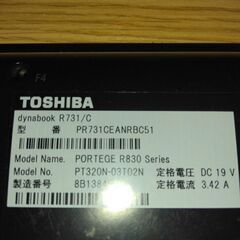 F4
TOSHIBA
dynabook R731/C
型 番 PR731CEANRBC51
Model Name. PORTEGE R830 Series
Model No. PT320N-03T02N 定格電圧 DC 19 V
製造番号 定格電流 3.42 A